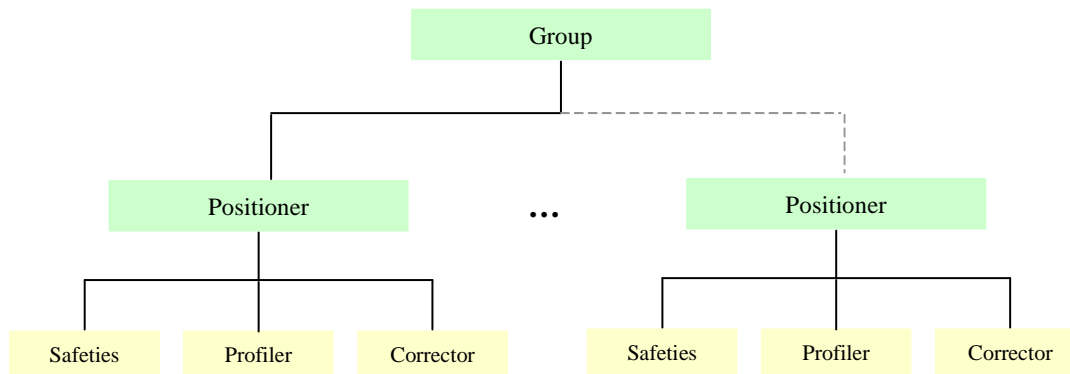 Group
Positioner
...
Positioner
Safeties
Profiler
Corrector
Safeties
Profiler
Corrector